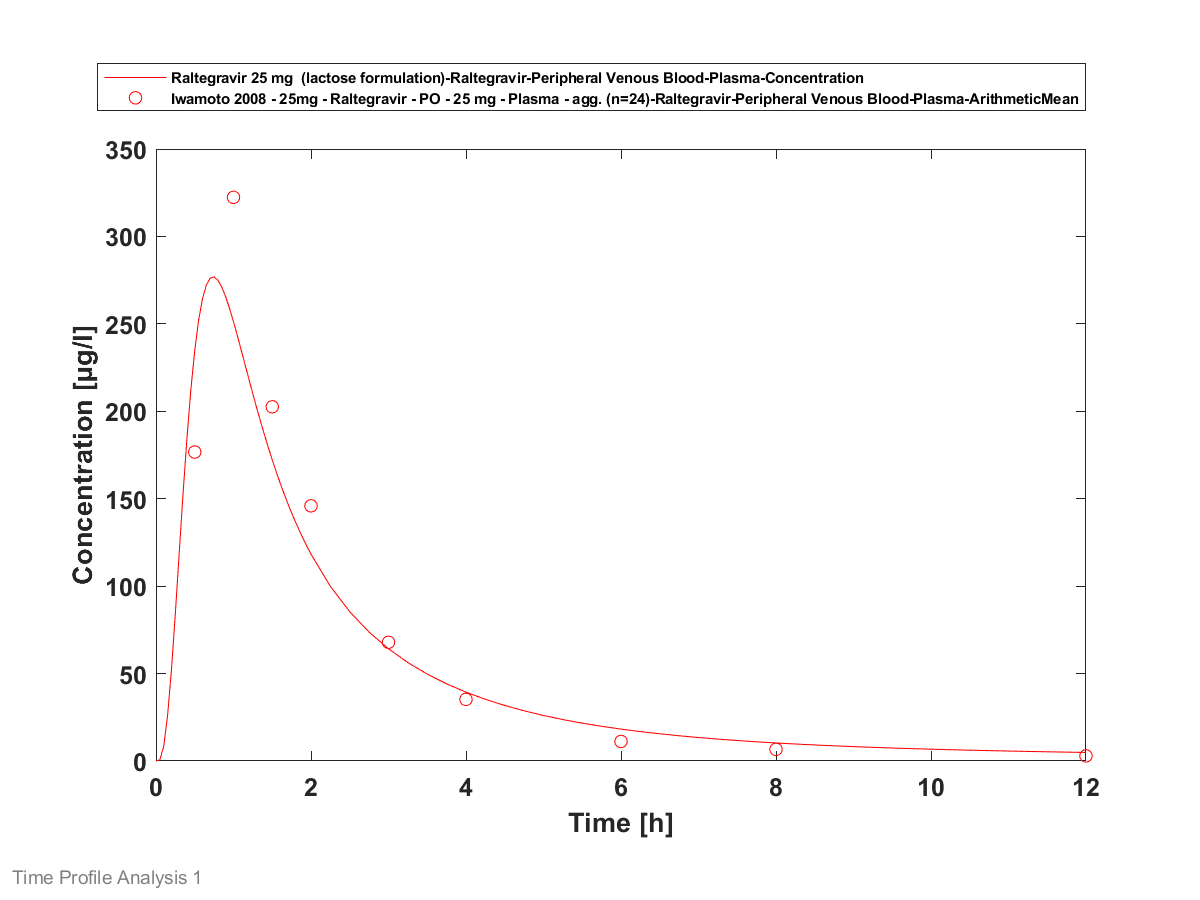 Raltegravir 25 mg  (lactose formulation)-Raltegravir-Peripheral Venous Blood-Plasma-Concentration
Iwamoto 2008 - 25mg - Raltegravir - PO - 25 mg - Plasma - agg. (n=24)-Raltegravir-Peripheral Venous Blood-Plasma-ArithmeticMean
350
300
250
200
150
100
50
0
Concentration [µg/l]
0 2 4 6 8 10 12
Time [h]
Time Profile Analysis 1